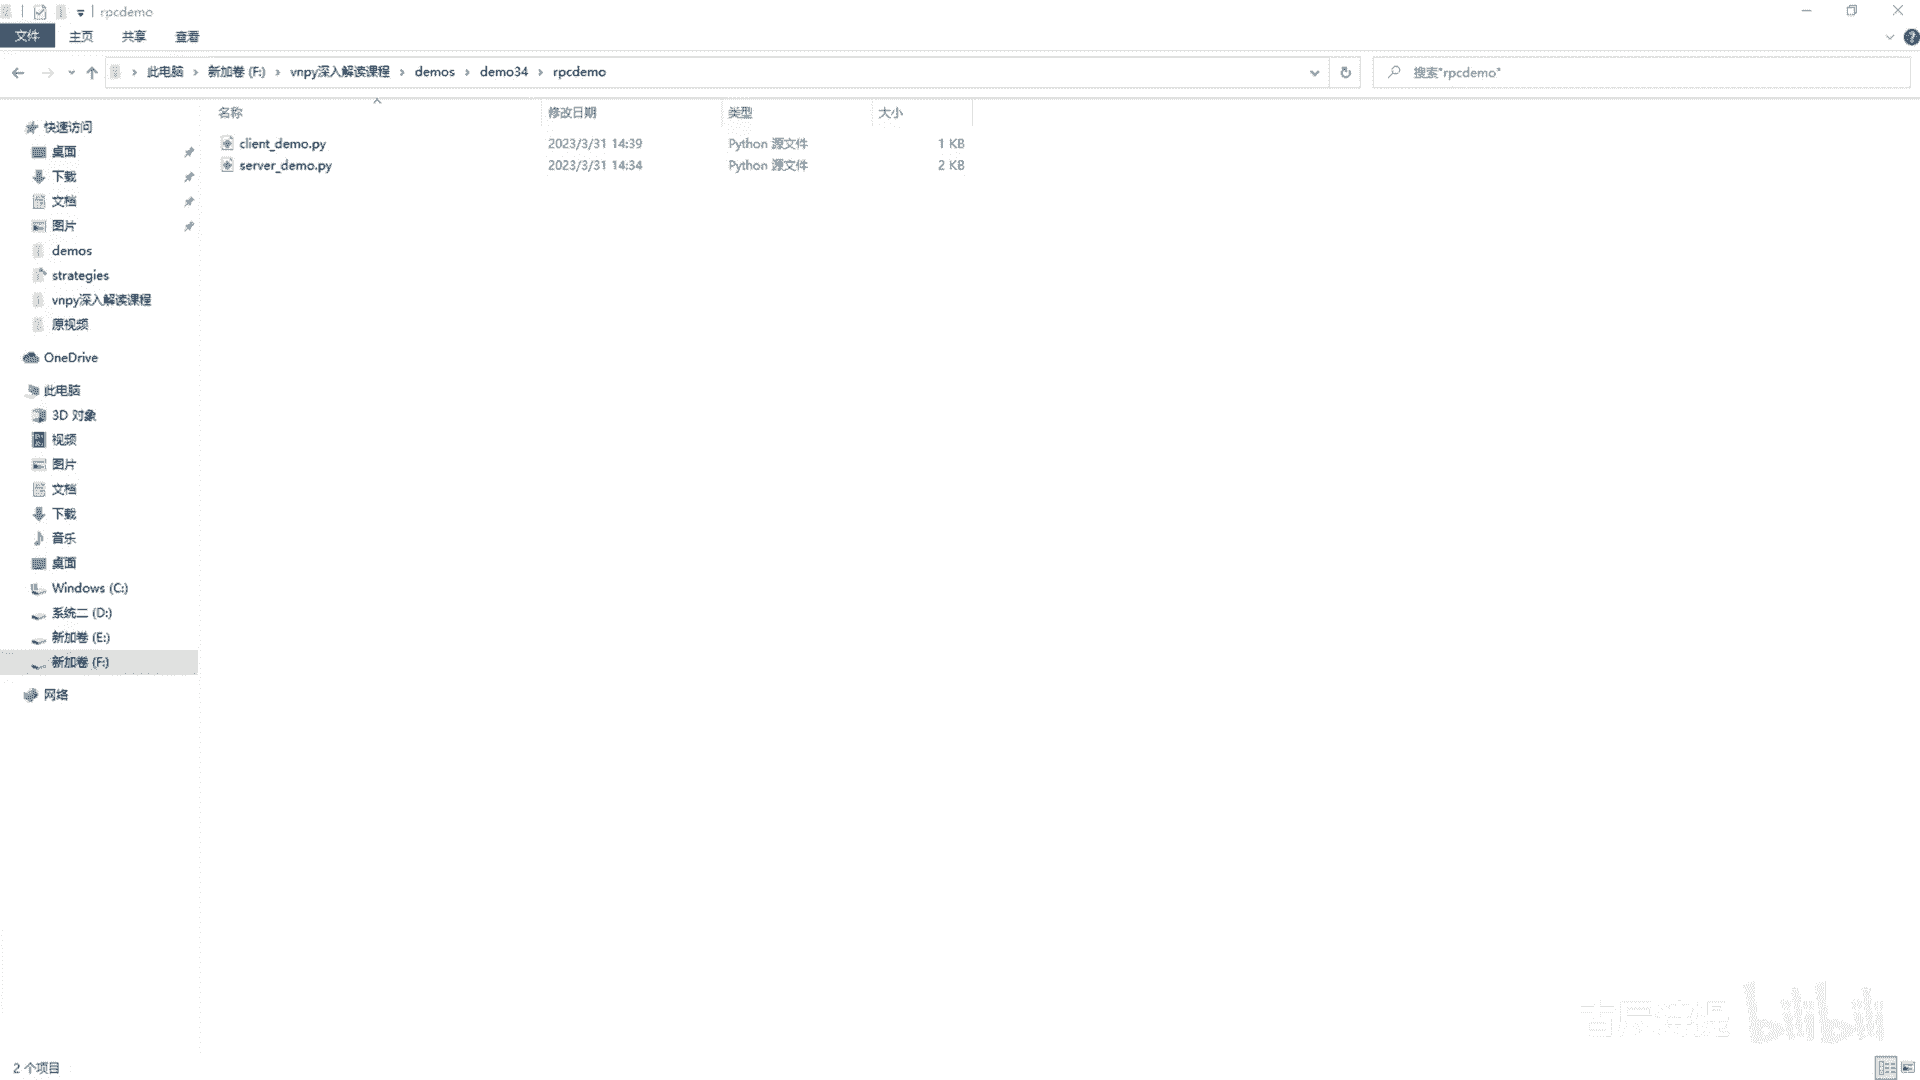 rpcdemo
文件 主页 共享 查看
此电脑 新加卷 (F:) vnpy深入解读课程 demos demo34 rpcdemo
搜索"rpcdemo"
名称 修改日期 类型 大小
client_demo.py 2023/3/31 14:39 Python 源文件 1 KB
server_demo.py 2023/3/31 14:34 Python 源文件 2 KB
快速访问
桌面
下载
文档
图片
demos
strategies
vnpy深入解读课程
原视频
OneDrive
此电脑
3D 对象
视频
图片
文档
下载
音乐
桌面
Windows (C:)
系统二 (D:)
新加卷 (E:)
新加卷 (F:)
网络
bilibili
2 个项目